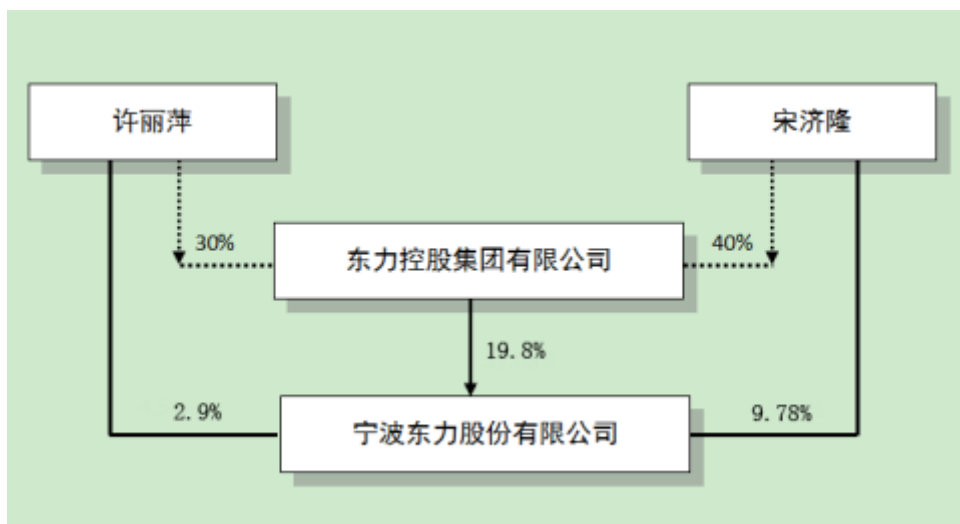 许丽萍
宋济隆
30%
东力控股集团有限公司
40%
19.8%
2.9%
宁波东力股份有限公司
9.78%